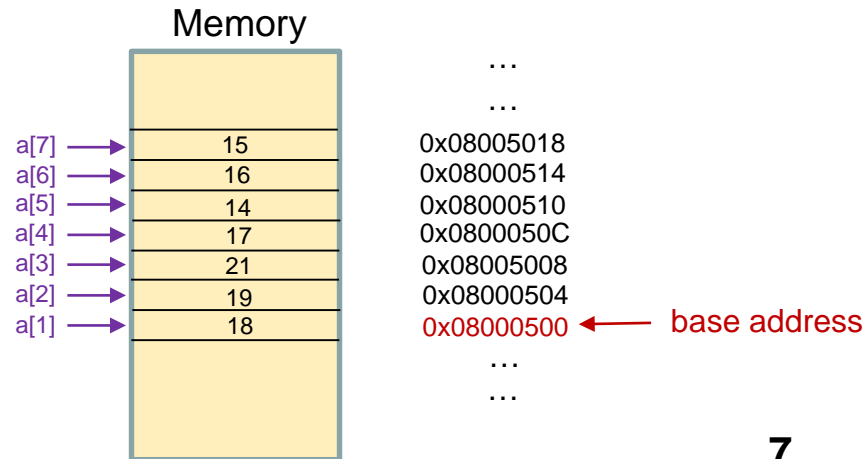 Memory
…
…
a[7] 15 0x08005018
a[6] 16 0x08000514
a[5] 14 0x08000510
a[4] 17 0x0800050C
a[3] 21 0x08005008
a[2] 19 0x08000504
a[1] 18 0x08000500 base address
…
…
7